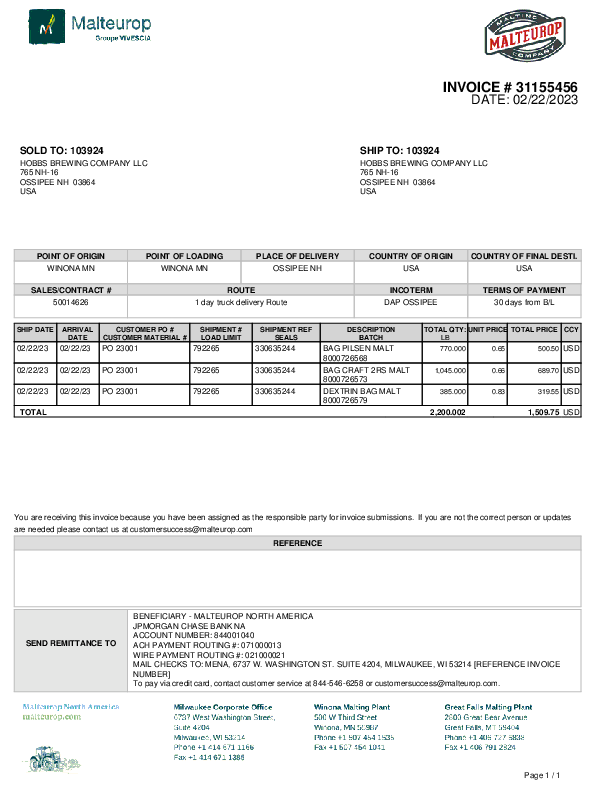 Malteurop
Groupe VIVESCIA
MALTING
MALTEUROP
COMPANY
INVOICE # 31155456
DATE: 02/22/2023
SOLD TO: 103924
HOBBS BREWING COMPANY LLC
765 NH-16
OSSIPEE NH 03864
USA
SHIP TO: 103924
HOBBS BREWING COMPANY LLC
765 NH-16
OSSIPEE NH 03864
USA
POINT OF ORIGIN POINT OF LOADING PLACE OF DELIVERY COUNTRY OF ORIGIN COUNTRY OF FINAL DESTI.
WINONA MN WINONA MN OSSIPEE NH USA USA
SALES/CONTRACT # ROUTE INCOTERM TERMS OF PAYMENT
50014626 1 day truck delivery Route DAP OSSIPEE 30 days from B/L
SHIP DATE ARRIVAL CUSTOMER PO # SHIPMENT # SHIPMENT REF DESCRIPTION TOTAL QTY: UNIT PRICE TOTAL PRICE CCY
DATE CUSTOMER MATERIAL # LOAD LIMIT SEALS BATCH LB
02/22/23 02/22/23 PO 23001 792265 330635244 BAG PILSEN MALT 770.000 0.65 500.50 USD
8000726568
02/22/23 02/22/23 PO 23001 792265 330635244 BAG CRAFT 2RS MALT 1,045.000 0.66 689.70 USD
8000726573
02/22/23 02/22/23 PO 23001 792265 330635244 DEXTRIN BAG MALT 385.000 0.83 319.55 USD
8000726579
TOTAL 2,200.002 1,509.75 USD
You are receiving this invoice because you have been assigned as the responsible party for invoice submissions. If you are not the correct person or updates
are needed please contact us at customersuccess@malteurop.com
REFERENCE
SEND REMITTANCE TO
BENEFICIARY - MALTEUROP NORTH AMERICA
JPMORGAN CHASE BANK NA
ACCOUNT NUMBER: 844001040
ACH PAYMENT ROUTING #: 071000013
WIRE PAYMENT ROUTING #: 021000021
MAIL CHECKS TO: MENA, 6737 W. WASHINGTON ST. SUITE 4204, MILWAUKEE, WI 53214 [REFERENCE INVOICE
NUMBER]
To pay via credit card, contact customer service at 844-546-6258 or customersuccess@malteurop.com.
Malteurop North America
malteurop.com
Milwaukee Corporate Office
6737 West Washington Street,
Suite 4204
Milwaukee, WI 53214
Phone +1 414 671 1166
Fax +1 414 671 1385
Winona Malting Plant
500 W Third Street
Winona, MN 55987
Phone +1 507 454 1535
Fax +1 507 454 1041
Great Falls Malting Plant
2800 Great Bear Avenue
Great Falls, MT 59404
Phone +1 406 727 6838
Fax +1 406 791 2824
Page 1 / 1